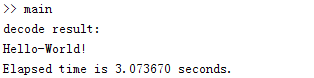 >> main
decode result:
Hello-World!
Elapsed time is 3.073670 seconds.